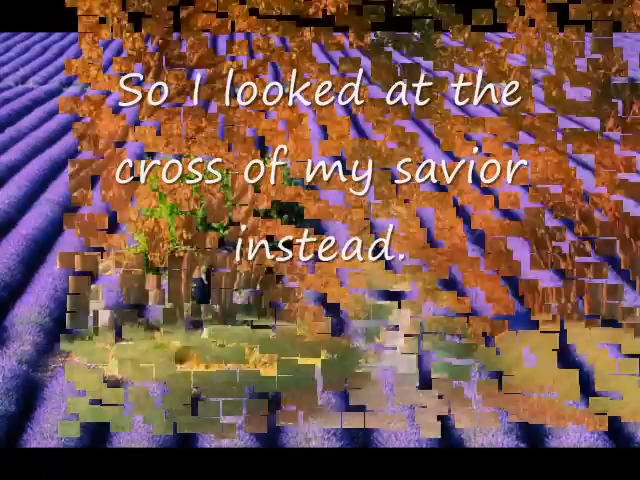 So I looked at the
cross of my savior
instead.